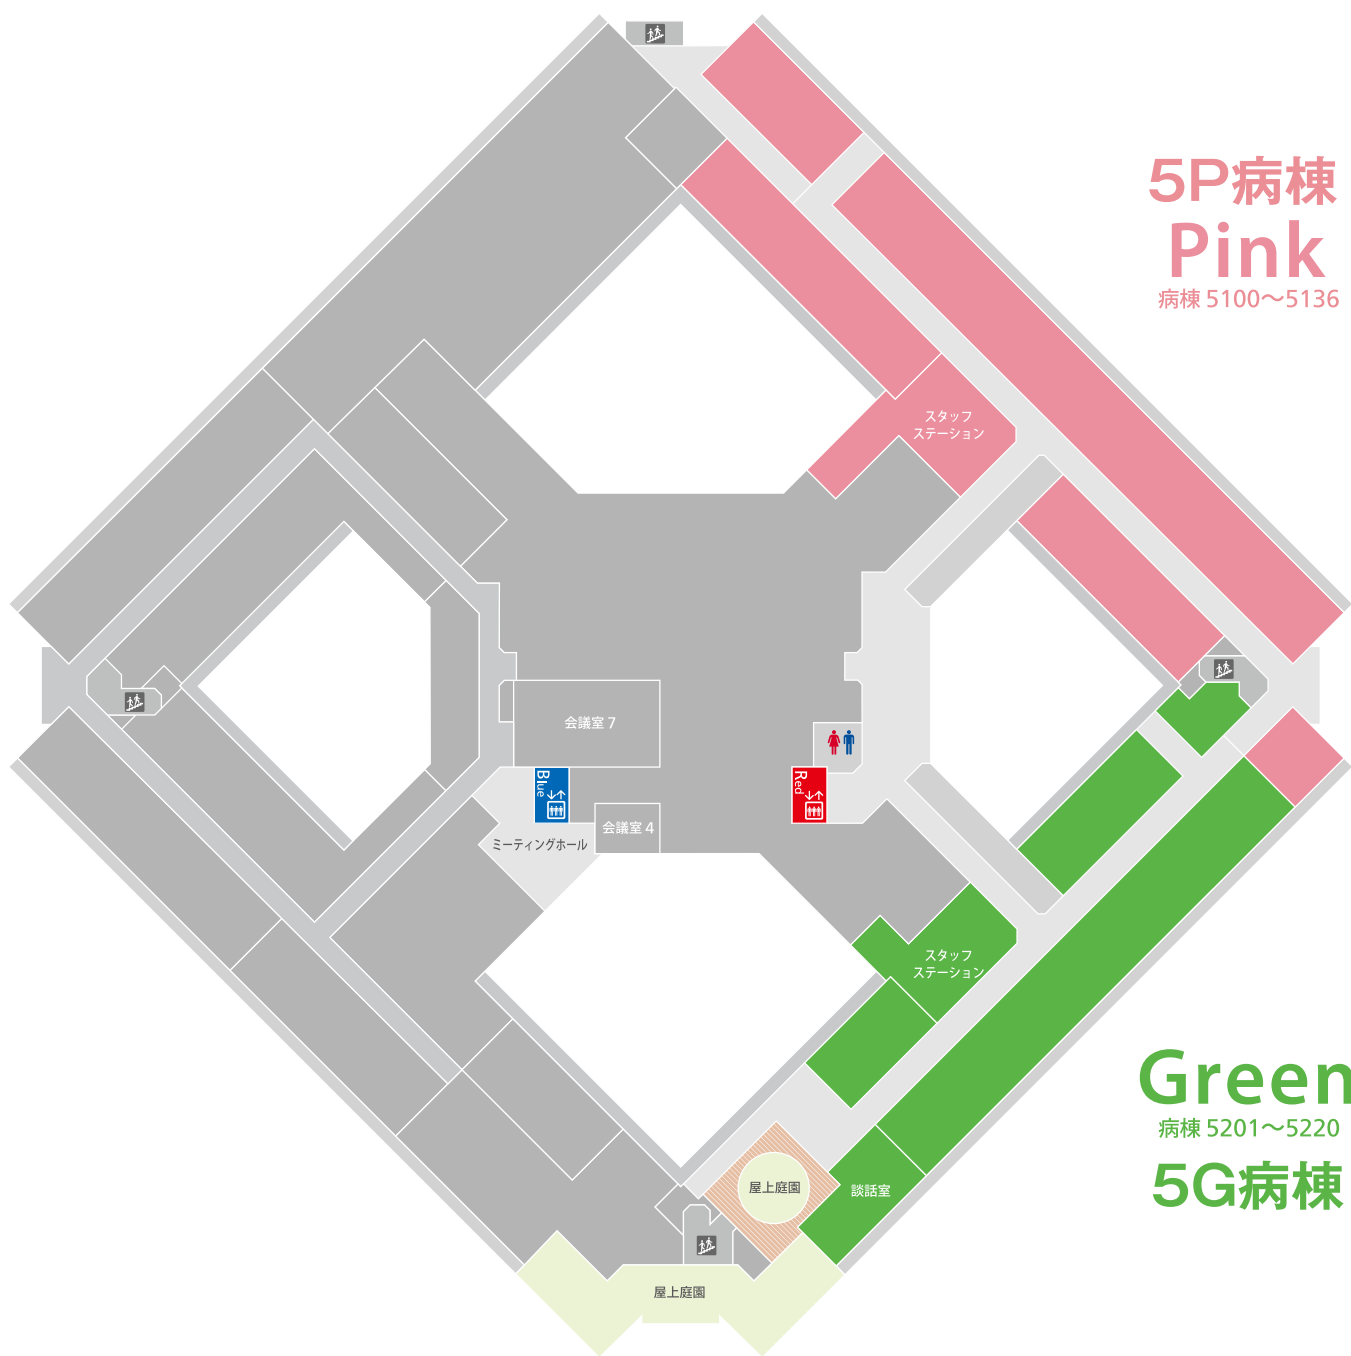 5P病棟
Pink
病棟 5100～5136
スタッフ
ステーション
会議室 7
Blue
Red
会議室 4
ミーティングホール
スタッフ
ステーション
Green
病棟 5201～5220
5G病棟
談話室
屋上庭園
屋上庭園